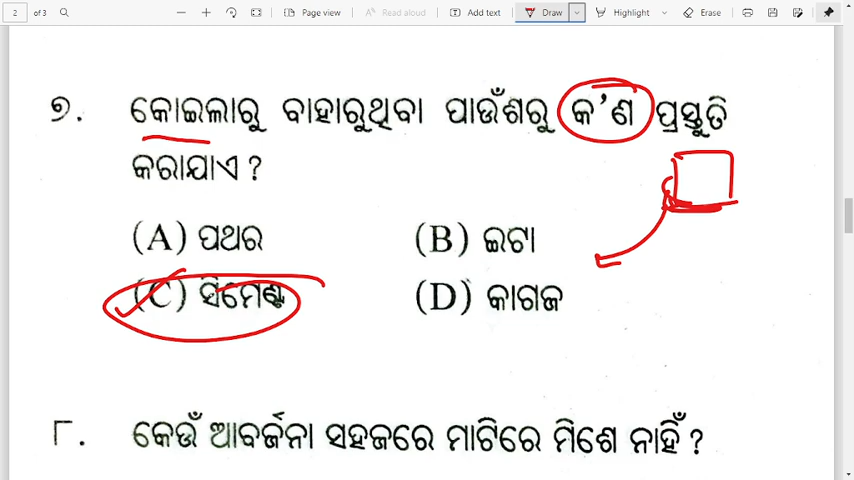 2 of 3 Page view Read aloud Add text Draw Highlight Erase
୭. କୋଇଲାରୁ ବାହାରୁଥିବା ପାଉଁଶରୁ କ'ଣ ପ୍ରସ୍ତୁତି
କରାଯାଏ ?
(A) ପଥର (B) ଇଟା
(C) ସିମେଣ୍ଟ (D) କାଗଜ
୮. କେଉଁ ଆବର୍ଜନା ସହଜରେ ମାଟିରେ ମିଶେ ନାହିଁ ?